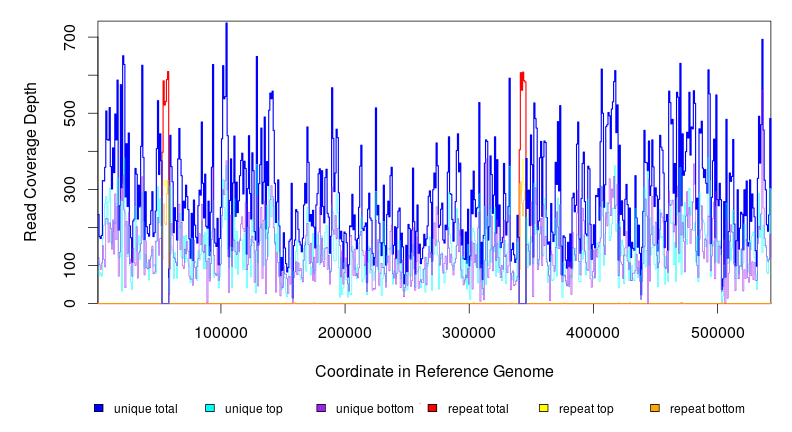 700
500
300
100
0
Read Coverage Depth
100000 200000 300000 400000 500000
Coordinate in Reference Genome
unique total unique top unique bottom repeat total repeat top repeat bottom